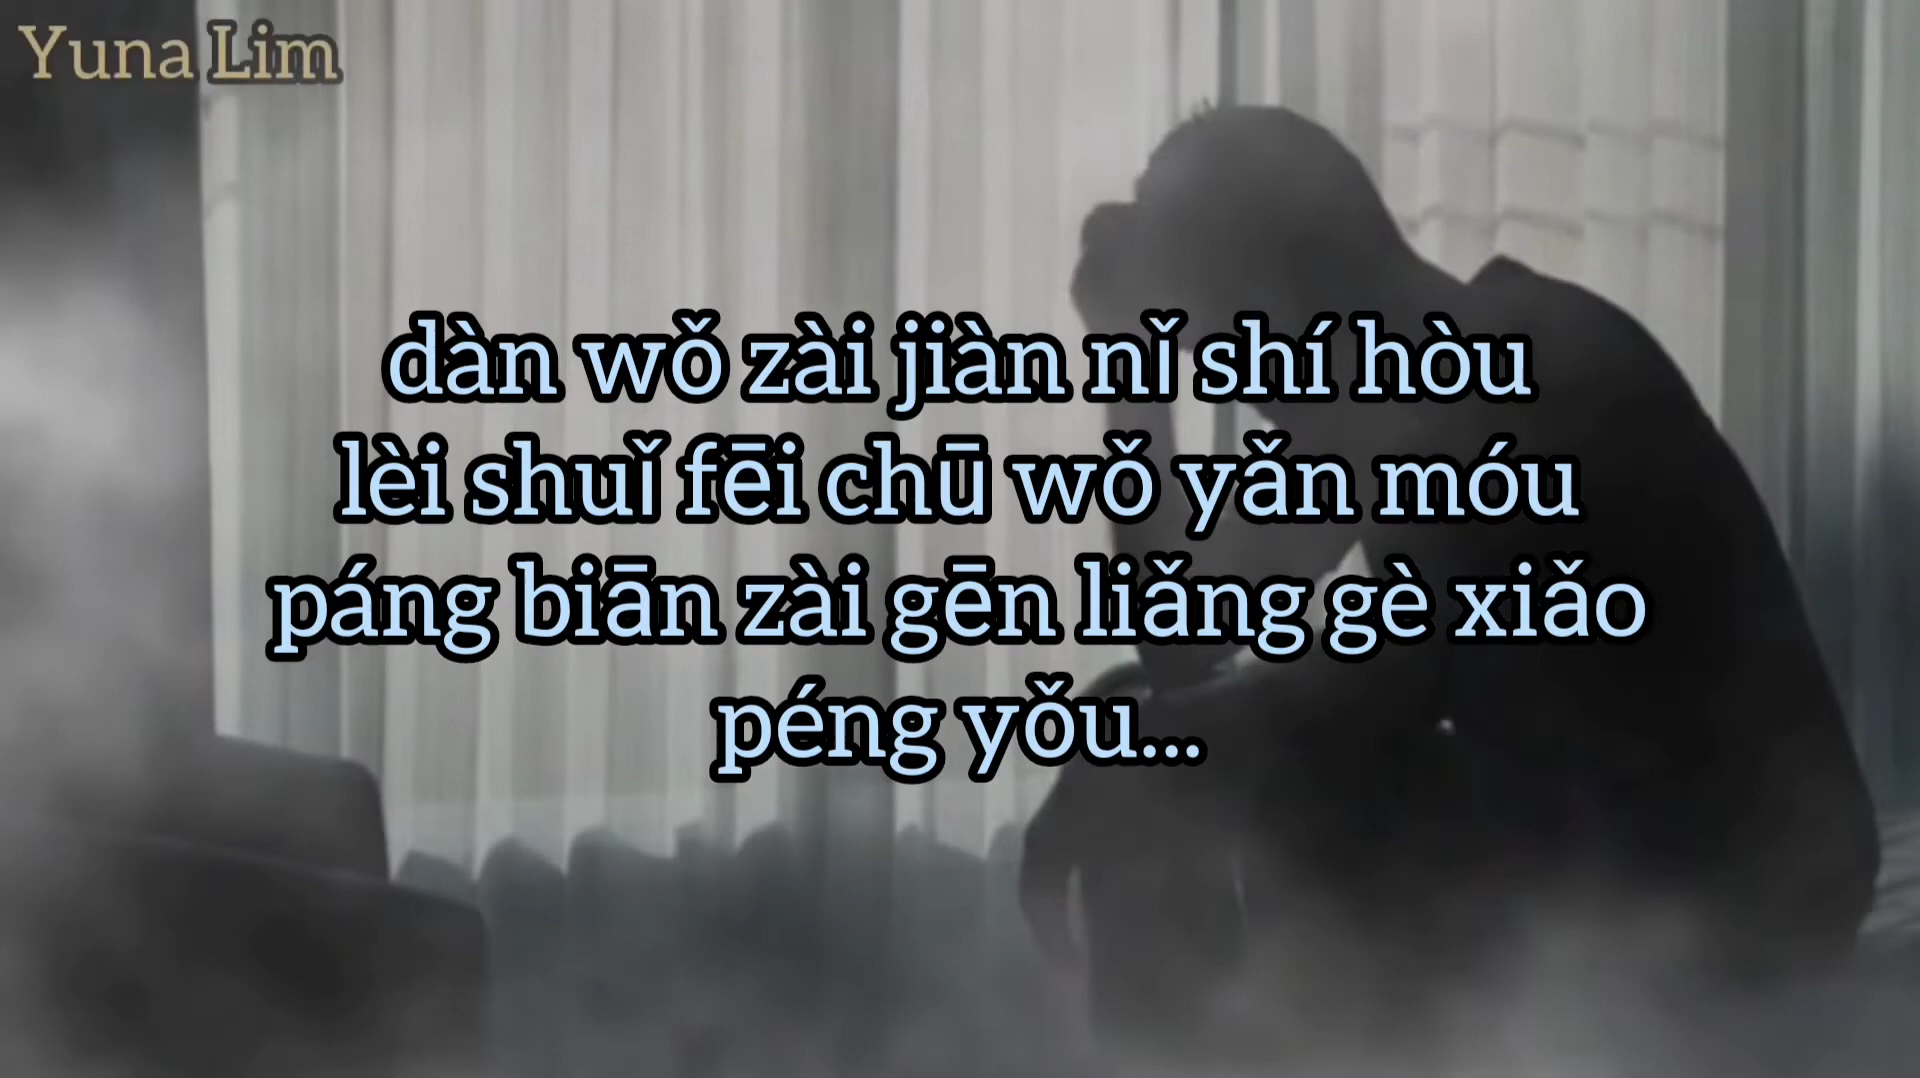 Yuna Lim
dàn wǒ zài jiàn nǐ shí hòu
lèi shuǐ fēi chū wǒ yǎn móu
páng biān zài gēn liǎng gè xiǎo
péng yǒu...